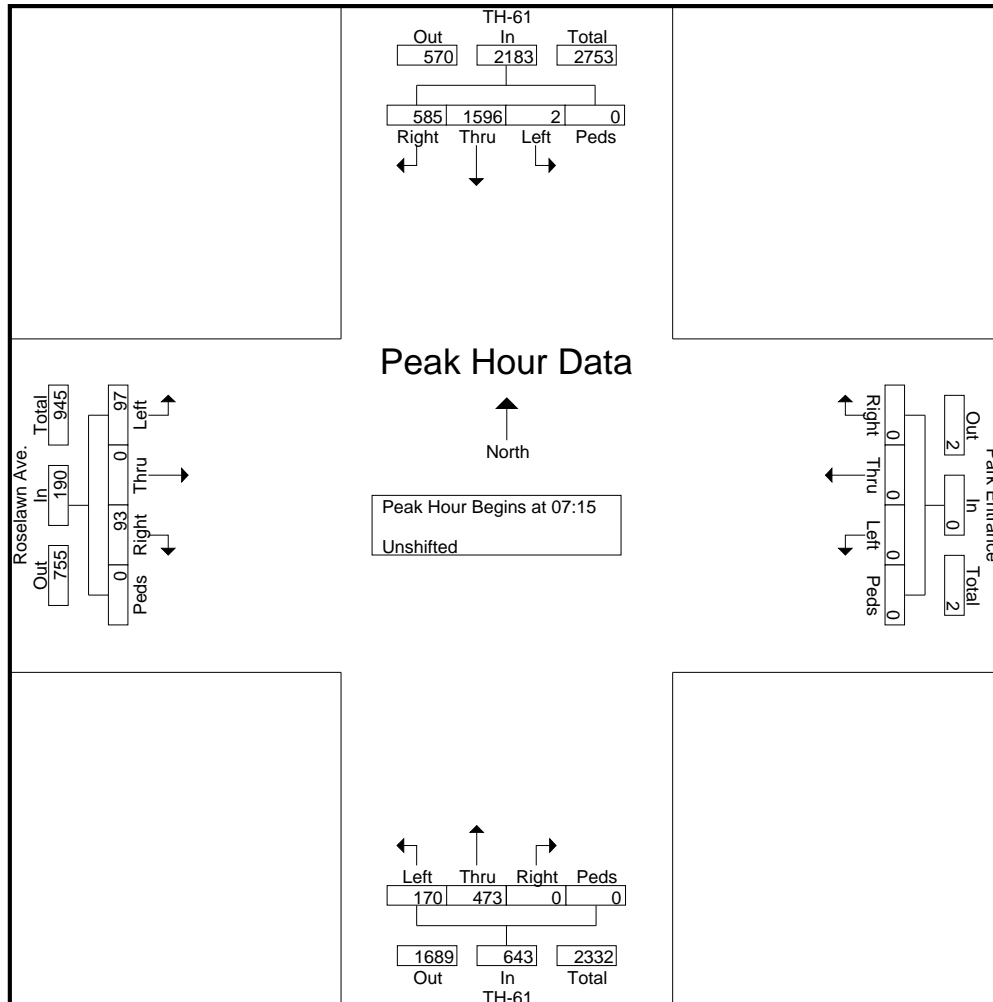 TH-61
Out In Total
570 2183 2753
585 1596 2 0
Right Thru Left Peds
Peak Hour Data
North
Peak Hour Begins at 07:15
Unshifted
Roselawn Ave.
Out In Total
755 190 945
97 0 93 0
Left Thru Right Peds
Park Entrance
Out In Total
2 0 2
Right Thru Left Peds
0 0 0 0
Left Thru Right Peds
170 473 0 0
1689 643 2332
Out In Total
TH-61